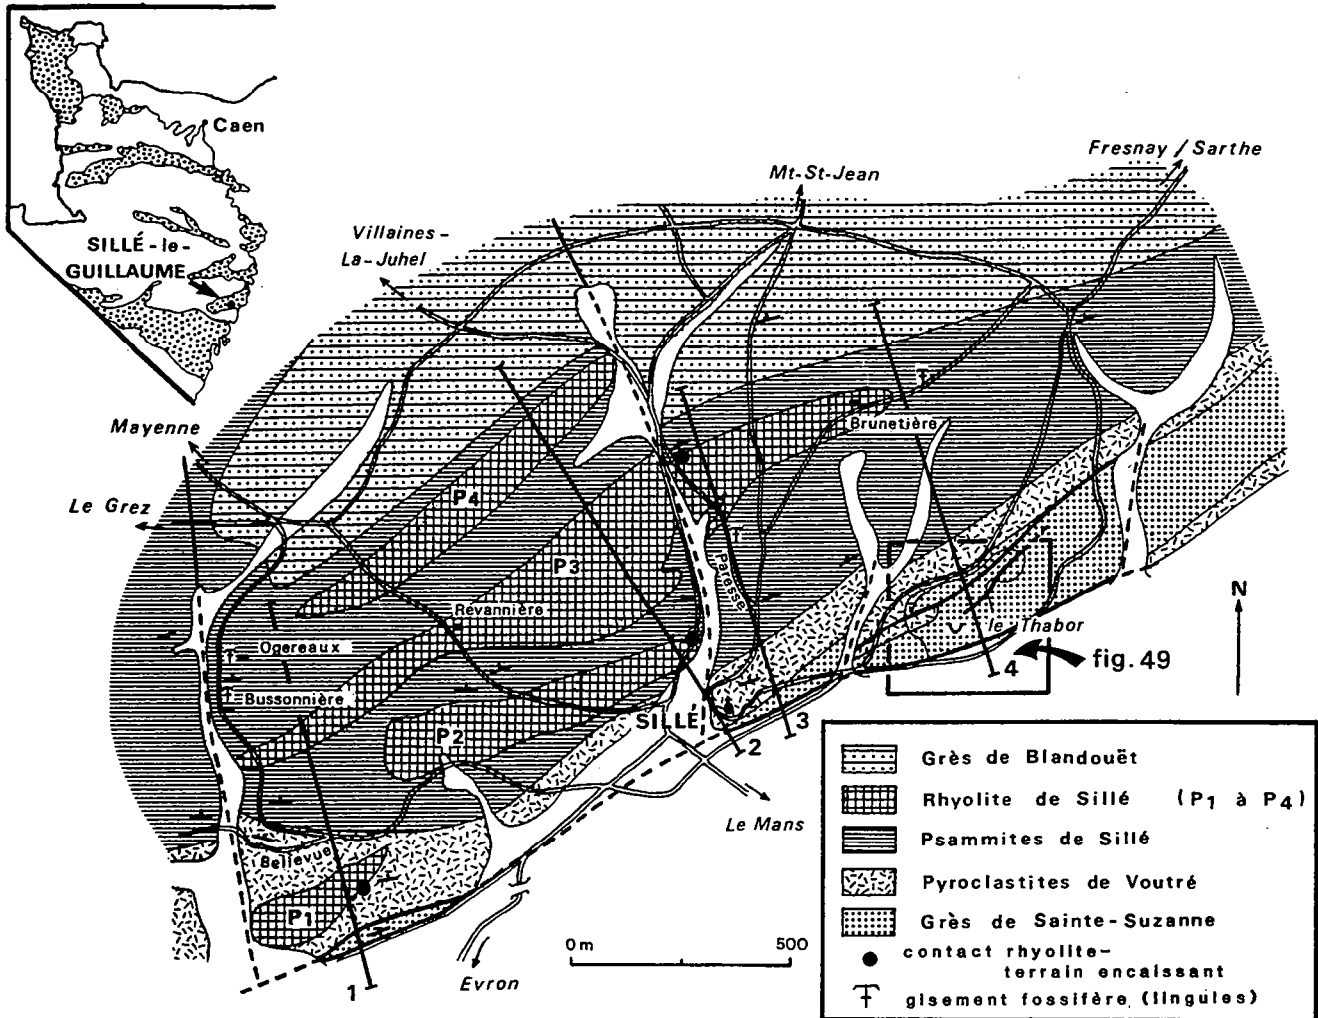 Caen
SILLÉ-le-
GUILLAUME
Fresnay / Sarthe
Mt-St-Jean
Villaines-
La-Juhel
Mayenne
Le Grez
P4
P3
Brunetière
Paresse
Révannière
Ogereaux
Bussonnière
le Thabor
N
4
fig. 49
SILLÉ
3
2
P2
Le Mans
Bellevue
P1
1
Evron
0m
500
Grès de Blandouët
Rhyolite de Sillé (P1 à P4)
Psammites de Sillé
Pyroclastites de Voutré
Grès de Sainte-Suzanne
contact rhyolite-
terrain encaissant
gisement fossifère (lingules)